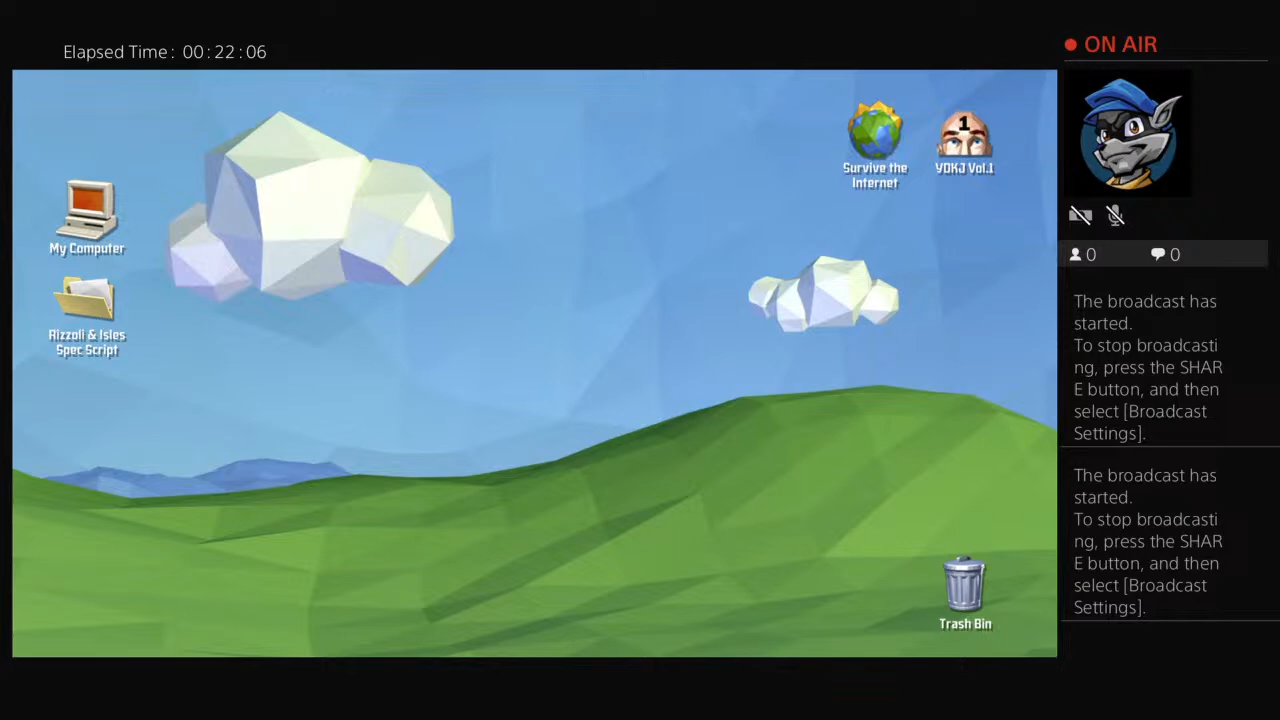 Elapsed Time: 00:22:06
ON AIR
Survive the
Internet
1
YDKJ Vol.1
My Computer
Rizzoli & Isles
Spec Script
Trash Bin
0
0
The broadcast has
started.
To stop broadcasti
ng, press the SHAR
E button, and then
select [Broadcast
Settings].
The broadcast has
started.
To stop broadcasti
ng, press the SHAR
E button, and then
select [Broadcast
Settings].